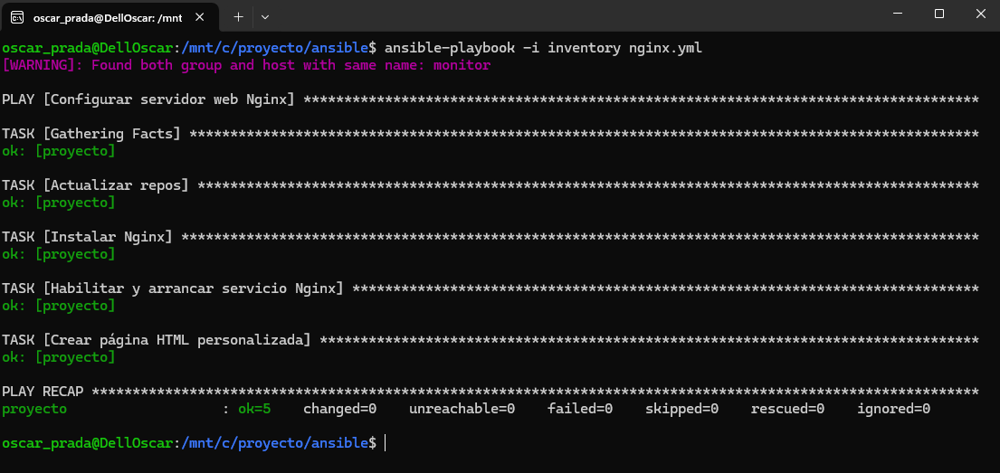 oscar_prada@DellOscar: /mnt
oscar_prada@DellOscar:/mnt/c/proyecto/ansible$ ansible-playbook -i inventory nginx.yml
[WARNING]: Found both group and host with same name: monitor
PLAY [Configurar servidor web Nginx] ***********************************************************************************
TASK [Gathering Facts] *************************************************************************************************
ok: [proyecto]
TASK [Actualizar repos] ************************************************************************************************
ok: [proyecto]
TASK [Instalar Nginx] **************************************************************************************************
ok: [proyecto]
TASK [Habilitar y arrancar servicio Nginx] *****************************************************************************
ok: [proyecto]
TASK [Crear página HTML personalizada] *********************************************************************************
ok: [proyecto]
PLAY RECAP *************************************************************************************************************
proyecto                   : ok=5    changed=0    unreachable=0    failed=0    skipped=0    rescued=0    ignored=0
oscar_prada@DellOscar:/mnt/c/proyecto/ansible$